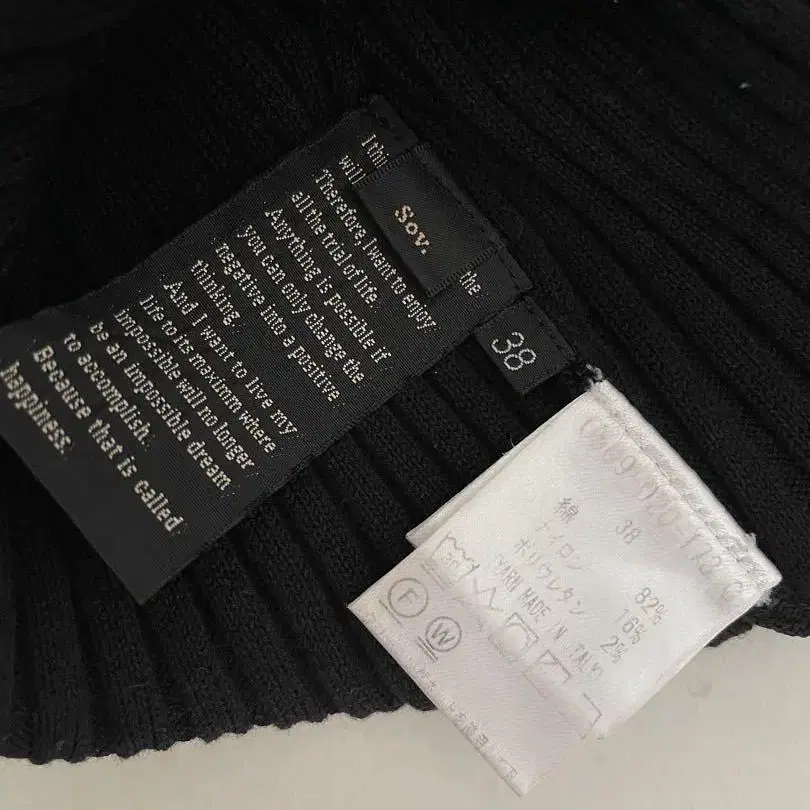 I
will
the
Therefore, I want to enjoy
all the trial of life.
Anything is possible if
you can only change the
negative into a positive
thinking.
And I want to live my
life to its maximum where
impossible will no longer
be an impossible dream
to accomplish.
Because that is called
happiness.
Sov.
38
38
綿 82%
ナイロン 16%
ポリウレタン 2%
(YARN MADE IN ITALY)
F
W